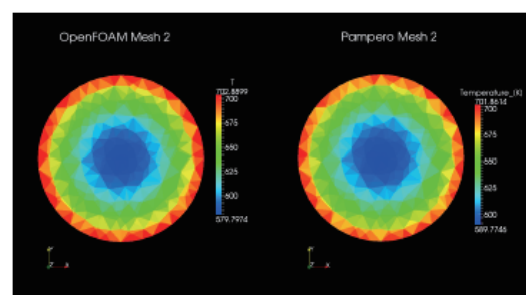 OpenFOAM Mesh 2
T
702.8899
700
675
650
625
600
579.7974
Y
Z
X
Pampero Mesh 2
Temperature_(K)
701.8614
700
675
650
625
600
589.7746
Y
Z
X